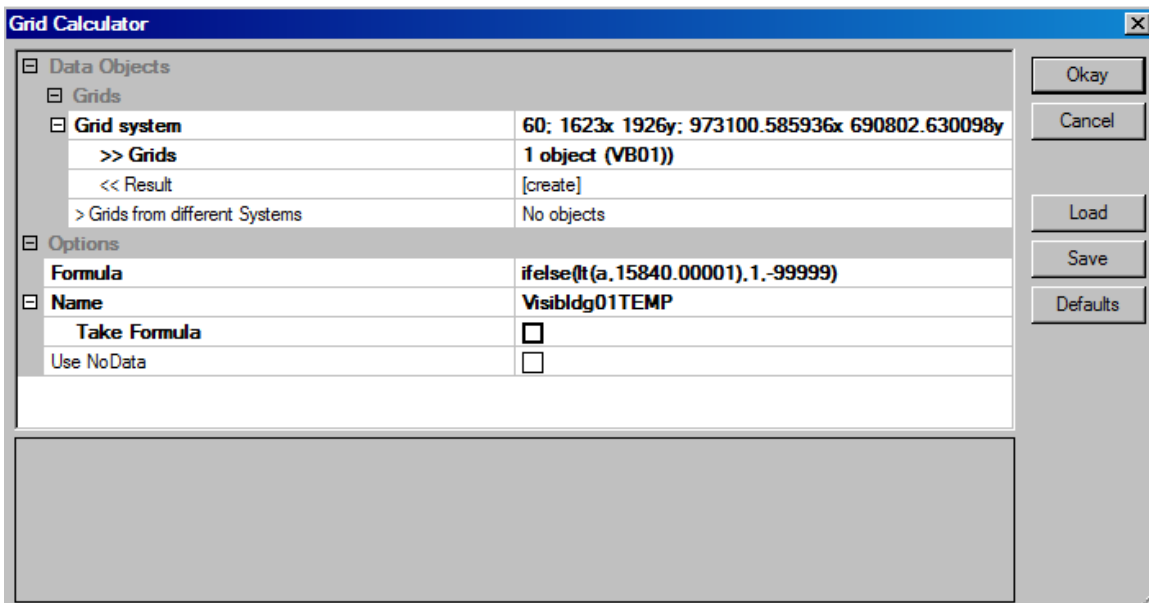 Grid Calculator
Data Objects
Grids
Grid system 60; 1623x 1926y; 973100.585936x 690802.630098y
>> Grids 1 object (VB01))
<< Result [create]
> Grids from different Systems No objects
Options
Formula ifelse(lt(a,15840.00001),1,-99999)
Name Visibldg01TEMP
Take Formula
Use NoData
Okay
Cancel
Load
Save
Defaults